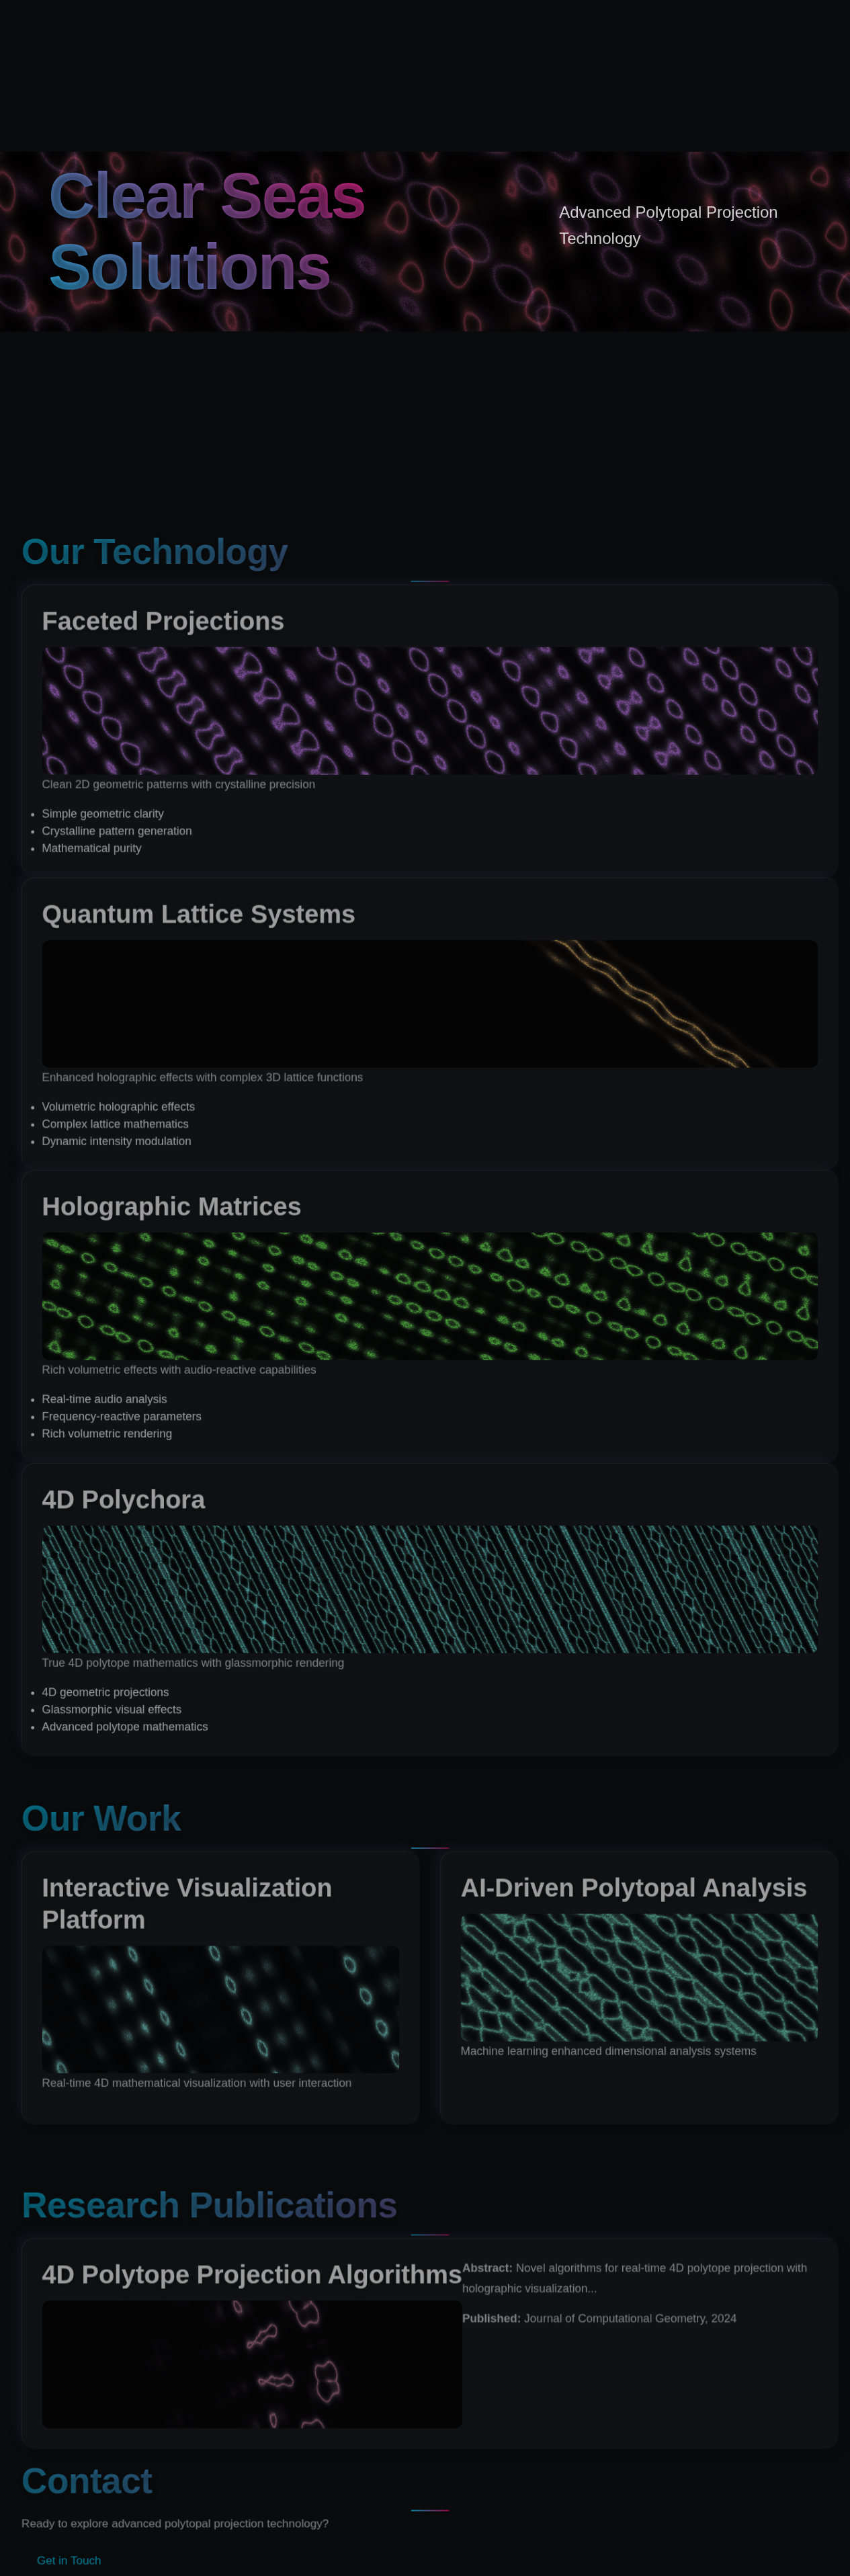 Clear Seas
Solutions
Advanced Polytopal Projection
Technology
Our Technology
Faceted Projections
Clean 2D geometric patterns with crystalline precision
Simple geometric clarity
Crystalline pattern generation
Mathematical purity
Quantum Lattice Systems
Enhanced holographic effects with complex 3D lattice functions
Volumetric holographic effects
Complex lattice mathematics
Dynamic intensity modulation
Holographic Matrices
Rich volumetric effects with audio-reactive capabilities
Real-time audio analysis
Frequency-reactive parameters
Rich volumetric rendering
4D Polychora
True 4D polytope mathematics with glassmorphic rendering
4D geometric projections
Glassmorphic visual effects
Advanced polytope mathematics
Our Work
Interactive Visualization
Platform
Real-time 4D mathematical visualization with user interaction
AI-Driven Polytopal Analysis
Machine learning enhanced dimensional analysis systems
Research Publications
4D Polytope Projection Algorithms
Abstract: Novel algorithms for real-time 4D polytope projection with
holographic visualization...
Published: Journal of Computational Geometry, 2024
Contact
Ready to explore advanced polytopal projection technology?
Get in Touch